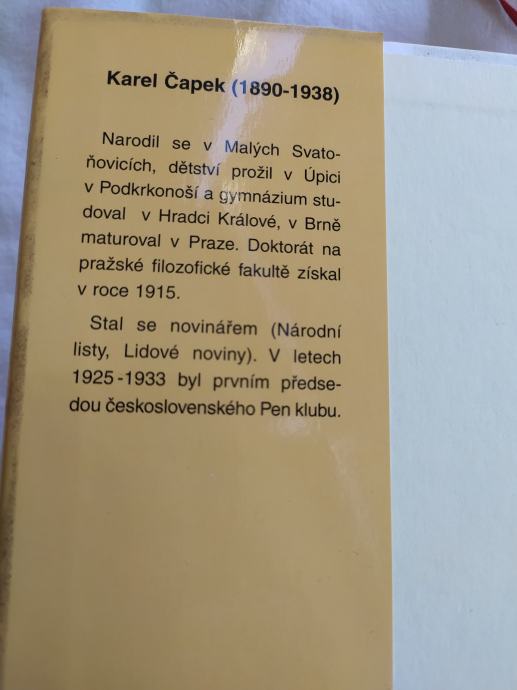 Karel Čapek (1890-1938)
Narodil se v Malých Svato-
ňovicích, dětství prožil v Úpici
v Podkrkonoší a gymnázium stu-
doval v Hradci Králové, v Brně
maturoval v Praze. Doktorát na
pražské filozofické fakultě získal
v roce 1915.
Stal se novinářem (Národní
listy, Lidové noviny). V letech
1925-1933 byl prvním předse-
dou československého Pen klubu.